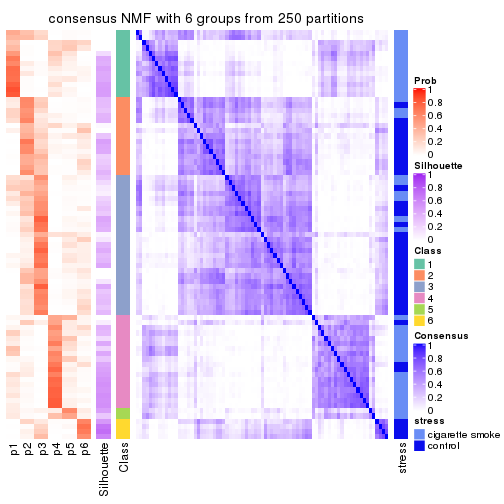 consensus NMF with 6 groups from 250 partitions
Prob
1
0.8
0.6
0.4
0.2
0
Silhouette
1
0.8
0.6
0.4
0.2
0
Class
1
2
3
4
5
6
Consensus
1
0.8
0.6
0.4
0.2
0
stress
cigarette smoke
control
p1
p2
p3
p4
p5
p6
Silhouette
Class
stress